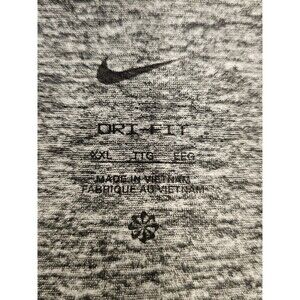 DRI-FIT
XXL TTG EEG
MADE IN VIETNAM
FABRIQUÉ AU VIETNAM